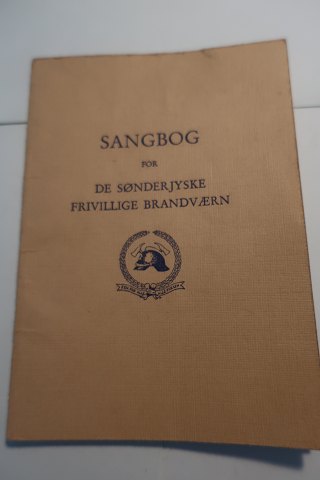 SANGBOG
FOR
DE SØNDERJYSKE
FRIVILLIGE BRANDVÆRN